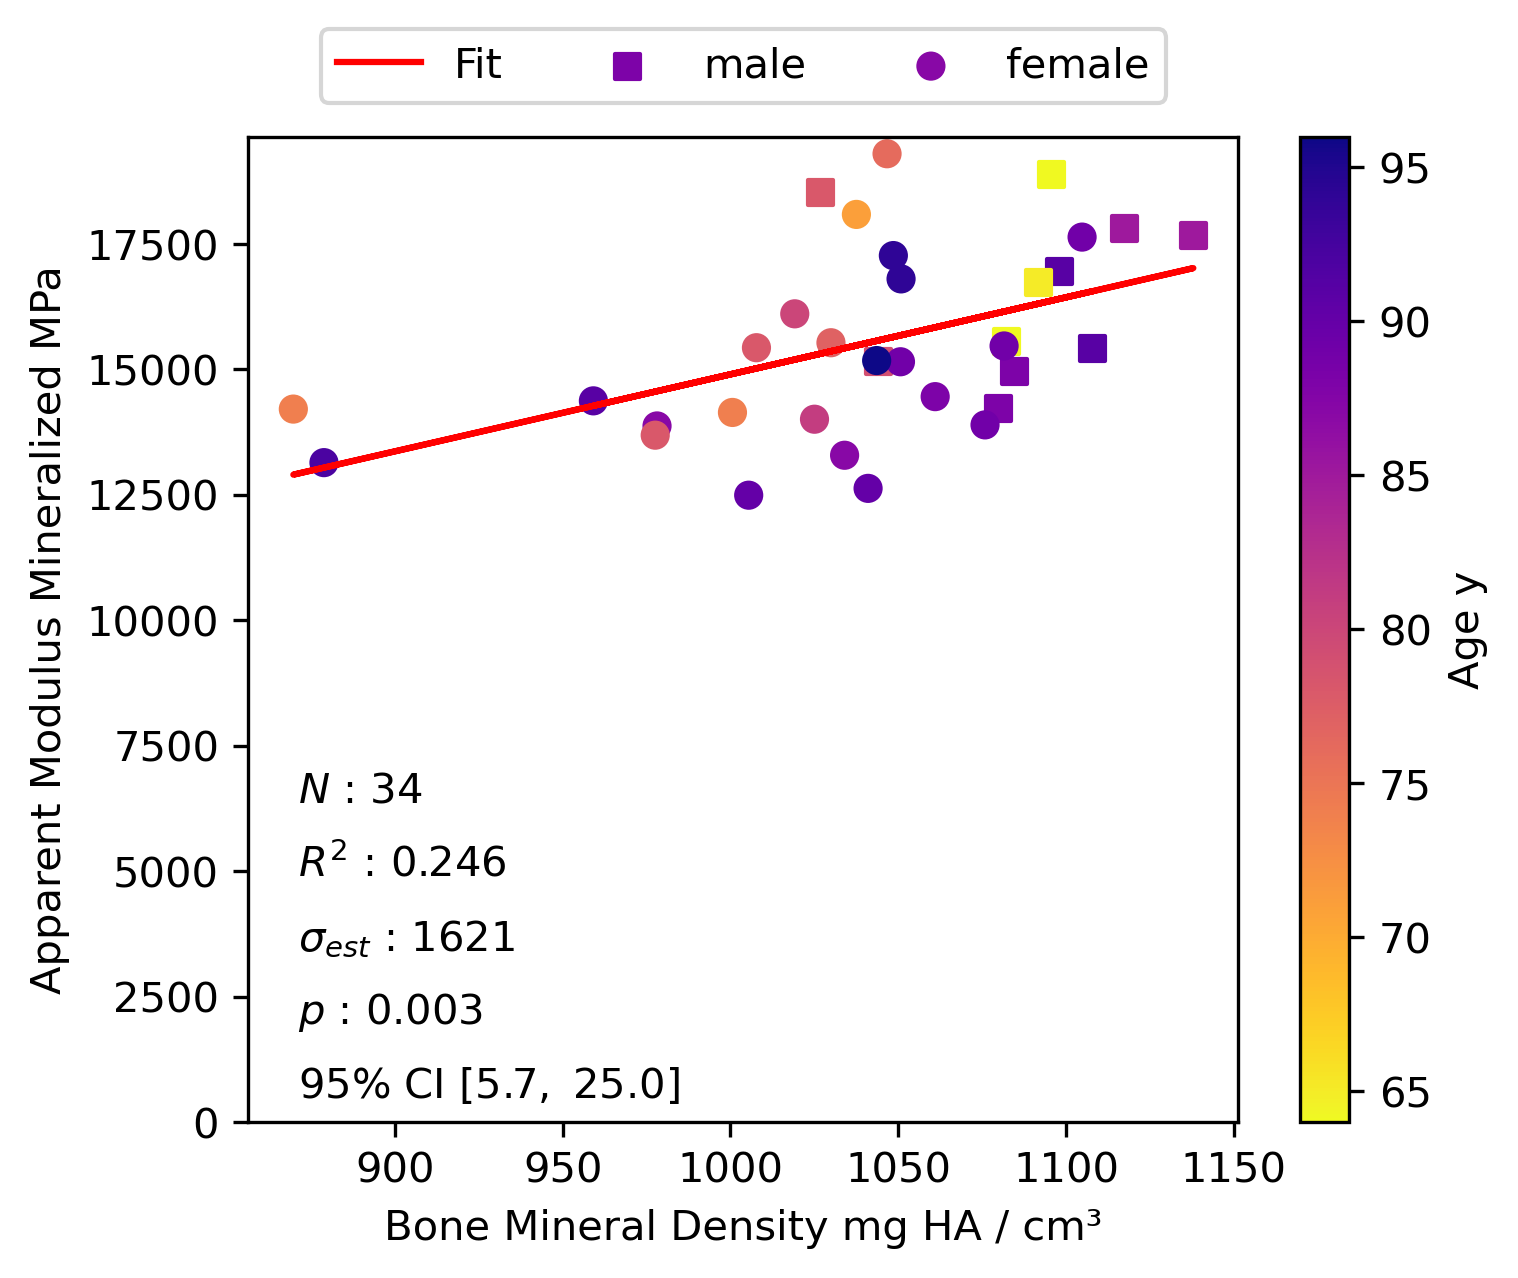 Fit male female
Apparent Modulus Mineralized MPa
17500
15000
12500
10000
7500
5000
2500
0
N : 34
R² : 0.246
σest : 1621
p : 0.003
95% CI [5.7, 25.0]
900 950 1000 1050 1100 1150
Bone Mineral Density mg HA / cm³
95
90
85
80
75
70
65
Age y